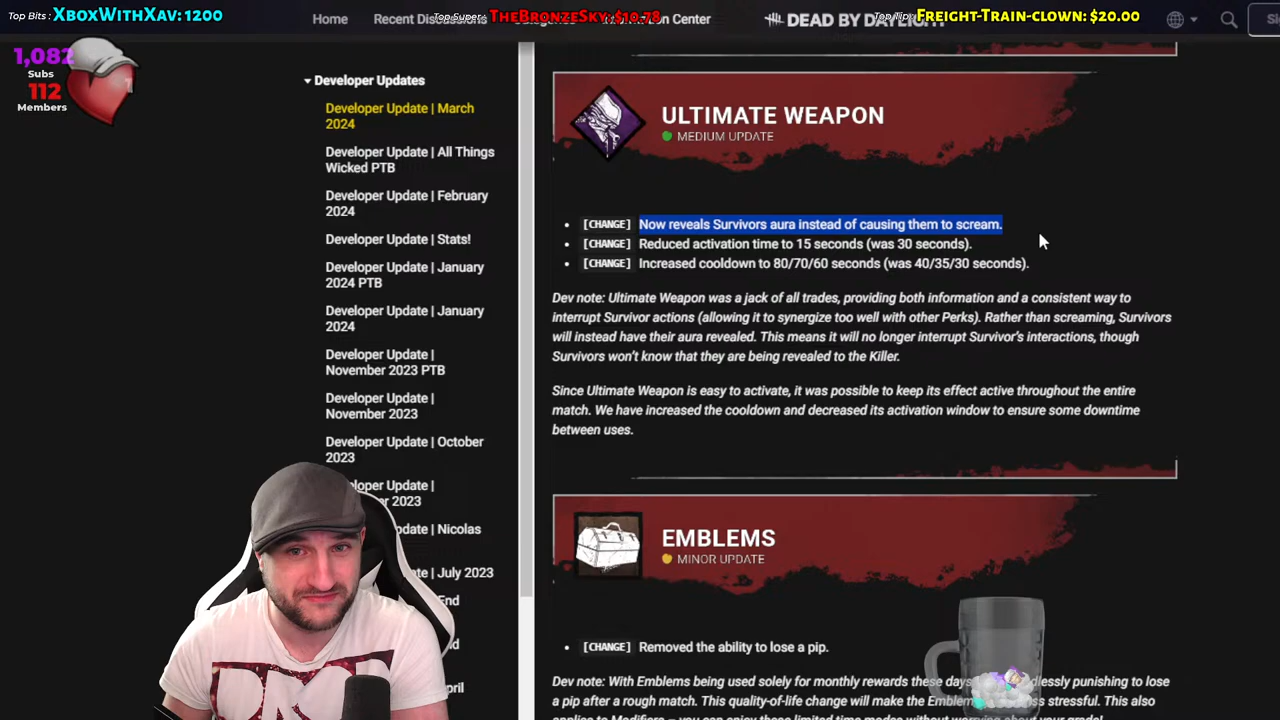 Top Bits: XBOXWITHXAV: 1200
Top Super: THEBRONZESKY: $10.78
Top Tip: FREIGHT-TRAIN-CLOWN: $20.00
Home
DEAD BY DAYLIGHT
1,082
Subs
112
Members
Developer Updates
Developer Update | March
2024
Developer Update | All Things
Wicked PTB
Developer Update | February
2024
Developer Update | Stats!
Developer Update | January
2024 PTB
Developer Update | January
2024
Developer Update |
November 2023 PTB
Developer Update |
November 2023
Developer Update | October
2023
2023
Update | Nicolas
| July 2023
ULTIMATE WEAPON
MEDIUM UPDATE
[CHANGE] Now reveals Survivors aura instead of causing them to scream.
[CHANGE] Reduced activation time to 15 seconds (was 30 seconds).
[CHANGE] Increased cooldown to 80/70/60 seconds (was 40/35/30 seconds).
Dev note: Ultimate Weapon was a jack of all trades, providing both information and a consistent way to
interrupt Survivor actions (allowing it to synergize too well with other Perks). Rather than screaming, Survivors
will instead have their aura revealed. This means it will no longer interrupt Survivor's interactions, though
Survivors won't know that they are being revealed to the Killer.
Since Ultimate Weapon is easy to activate, it was possible to keep its effect active throughout the entire
match. We have increased the cooldown and decreased its activation window to ensure some downtime
between uses.
EMBLEMS
MINOR UPDATE
[CHANGE] Removed the ability to lose a pip.
Dev note: With Emblems being used solely for monthly rewards these
to lose
a pip after a rough match. This quality-of-life change will make the
stressful. This also